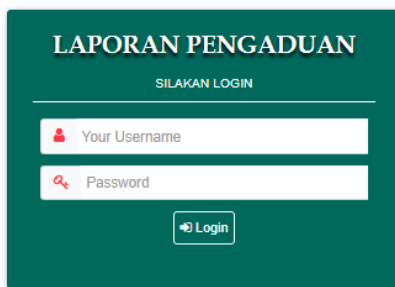 LAPORAN PENGADUAN
SILAKAN LOGIN
Your Username
Password
Login